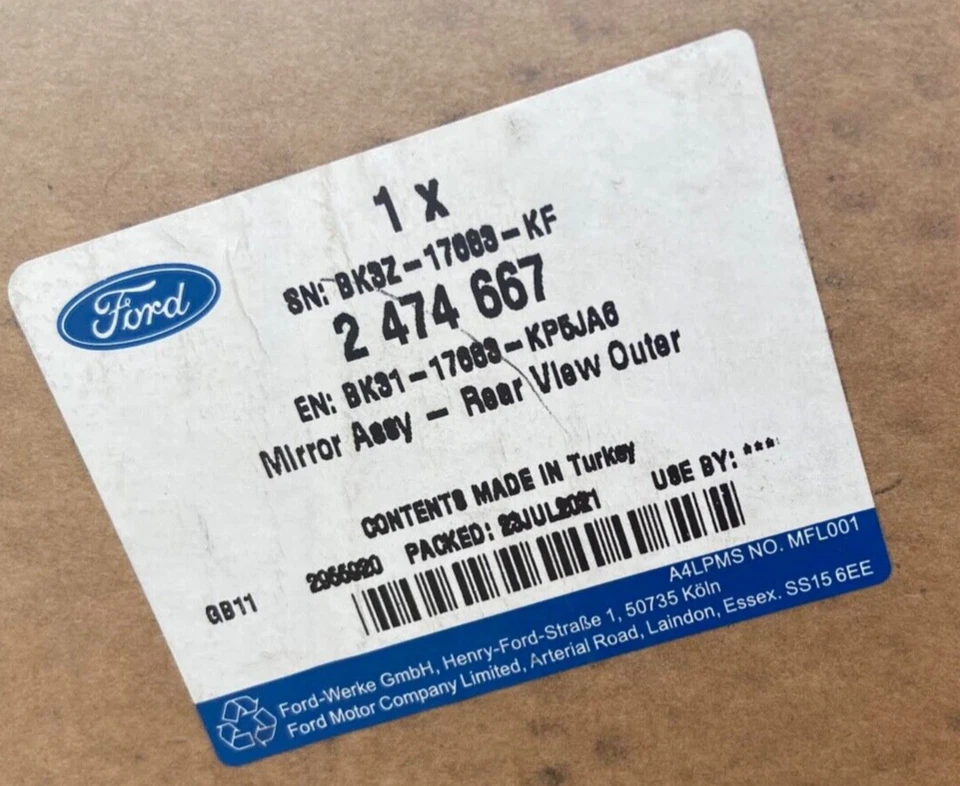 Ford
1 X
SN: BK3Z-17683-KF
2 474 667
EN: BK31-17683-KP5JA6
Mirror Assy - Rear View Outer
CONTENTS MADE IN Turkey
PACKED: 23JUL2021 USE BY: ***
GB11
A4LPMS NO. MFL001
Ford-Werke GmbH, Henry-Ford-Straße 1, 50735 Köln
Ford Motor Company Limited, Arterial Road, Laindon, Essex. SS15 6EE